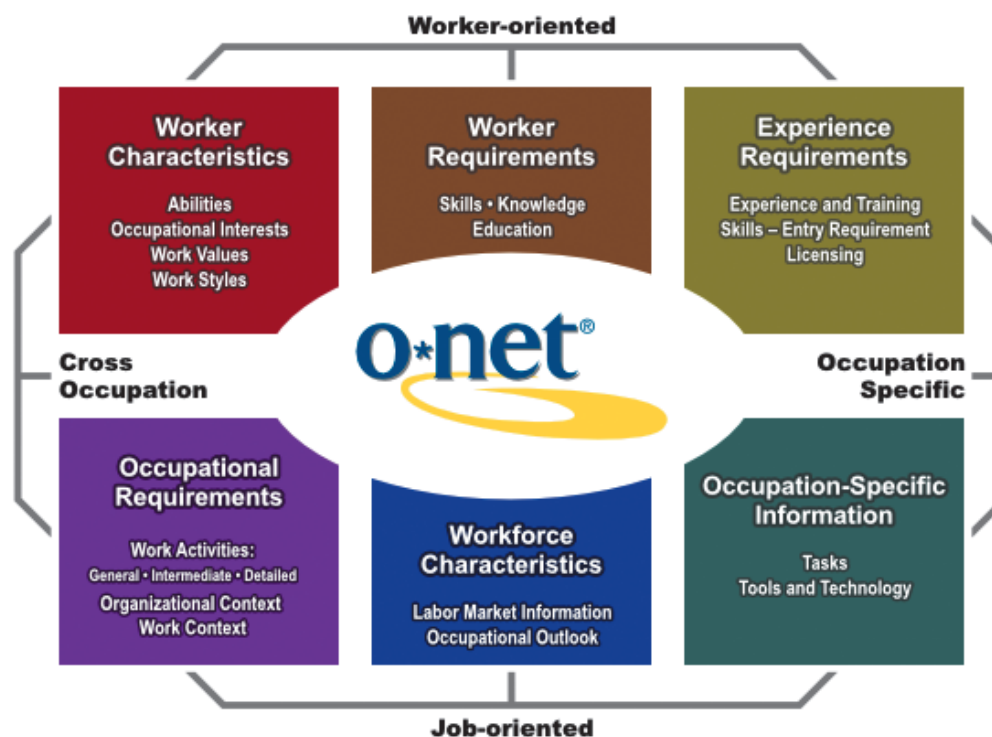 Worker-oriented
Worker
Characteristics
Abilities
Occupational Interests
Work Values
Work Styles
Worker
Requirements
Skills • Knowledge
Education
Experience
Requirements
Experience and Training
Skills – Entry Requirement
Licensing
Cross
Occupation
o*net®
Occupation
Specific
Occupational
Requirements
Work Activities:
General • Intermediate • Detailed
Organizational Context
Work Context
Workforce
Characteristics
Labor Market Information
Occupational Outlook
Occupation-Specific
Information
Tasks
Tools and Technology
Job-oriented